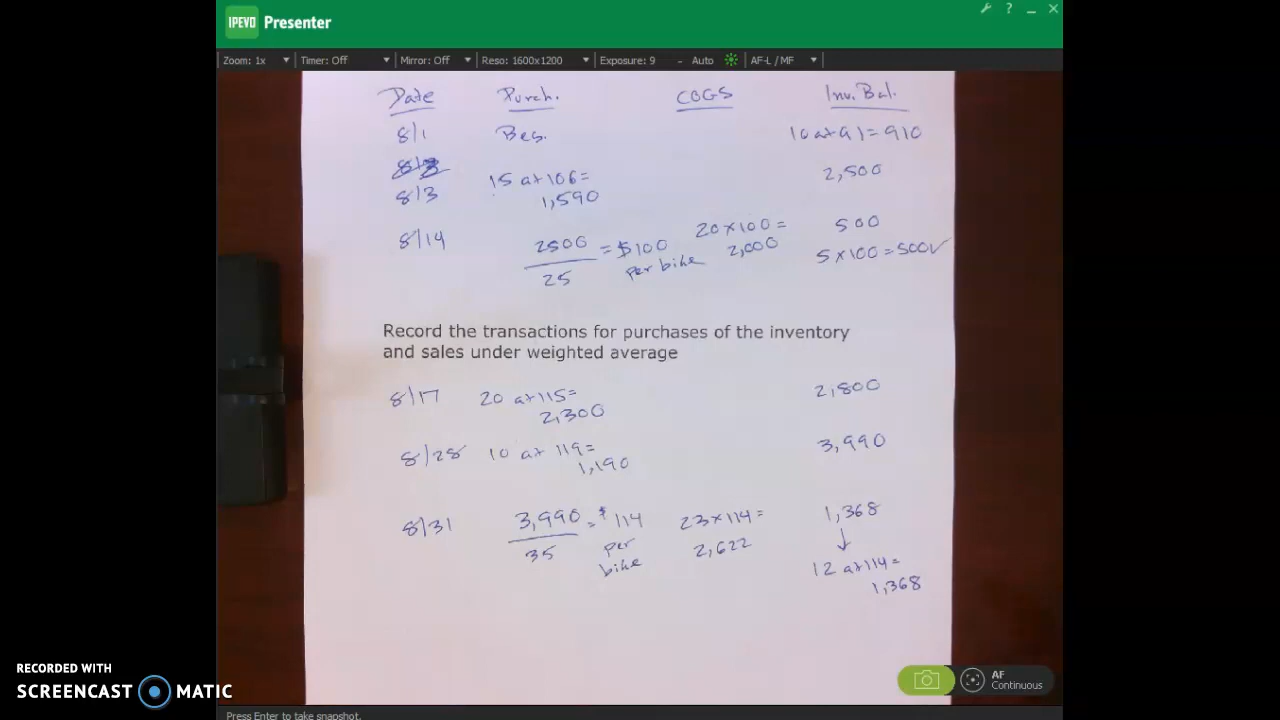 IPEVO Presenter
Zoom: 1x Timer: Off Mirror: Off Reso: 1600x1200 Exposure: 9 - Auto AF-L / MF
Date Purch. COGS Inv. Bal.
8/1 Beg. 10 at 91 = 910
8/3
8/3 15 at 106 = 2,500
1,590
8/14 2500 = $100 20 x 100 = 500
25 per bike 2,000 5 x 100 = 500✓
Record the transactions for purchases of the inventory
and sales under weighted average
8/17 20 at 115 = 2,800
2,300
8/28 10 at 119 = 3,990
1,190
8/31 3,990 = $114 23 x 114 = 1,368
35 per 2,622 ↓
bike 12 at 114 =
1,368
RECORDED WITH
SCREENCAST MATIC
AF
Continuous
Press Enter to take snapshot.